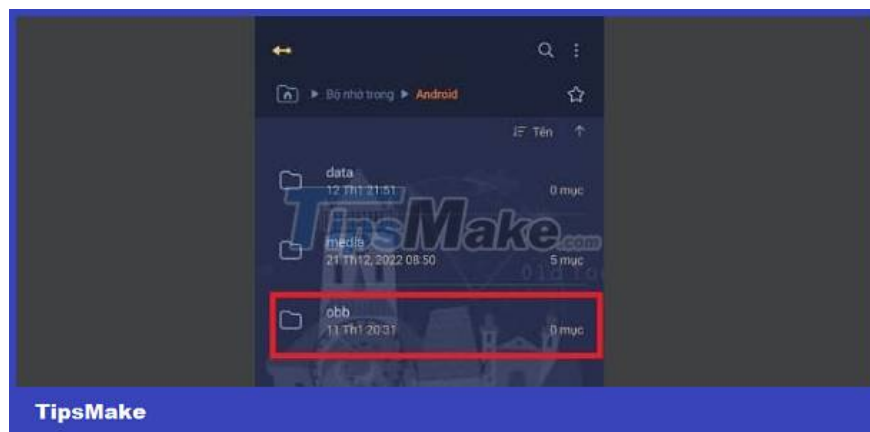 Bộ nhớ trong ▶ Android
Tên
data
12 Th1 21:51
0 mục
TipsMake.com
media
21 Th12, 2022 08:50
5 mục
obb
11 Th1 20:31
0 mục
TipsMake